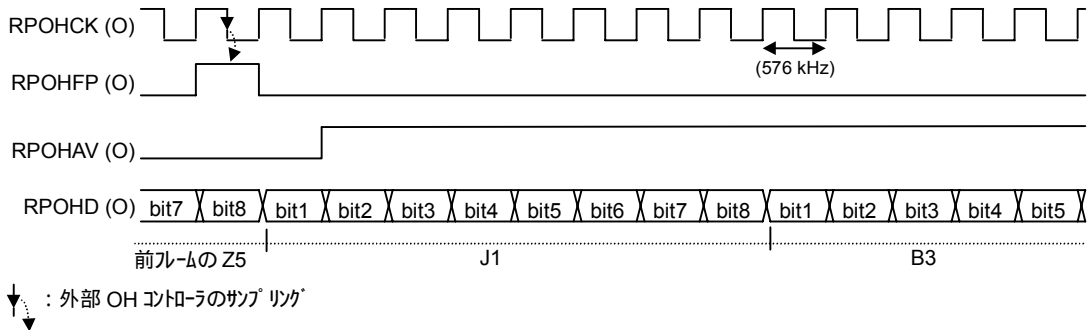 RPOHCK (O)
(576 kHz)
RPOHFP (O)
RPOHAV (O)
RPOHD (O) bit7 bit8 bit1 bit2 bit3 bit4 bit5 bit6 bit7 bit8 bit1 bit2 bit3 bit4 bit5
前ﾌﾚｰﾑの Z5 J1 B3
: 外部 OH ｺﾝﾄﾛｰﾗのｻﾝﾌﾟﾘﾝｸﾞ